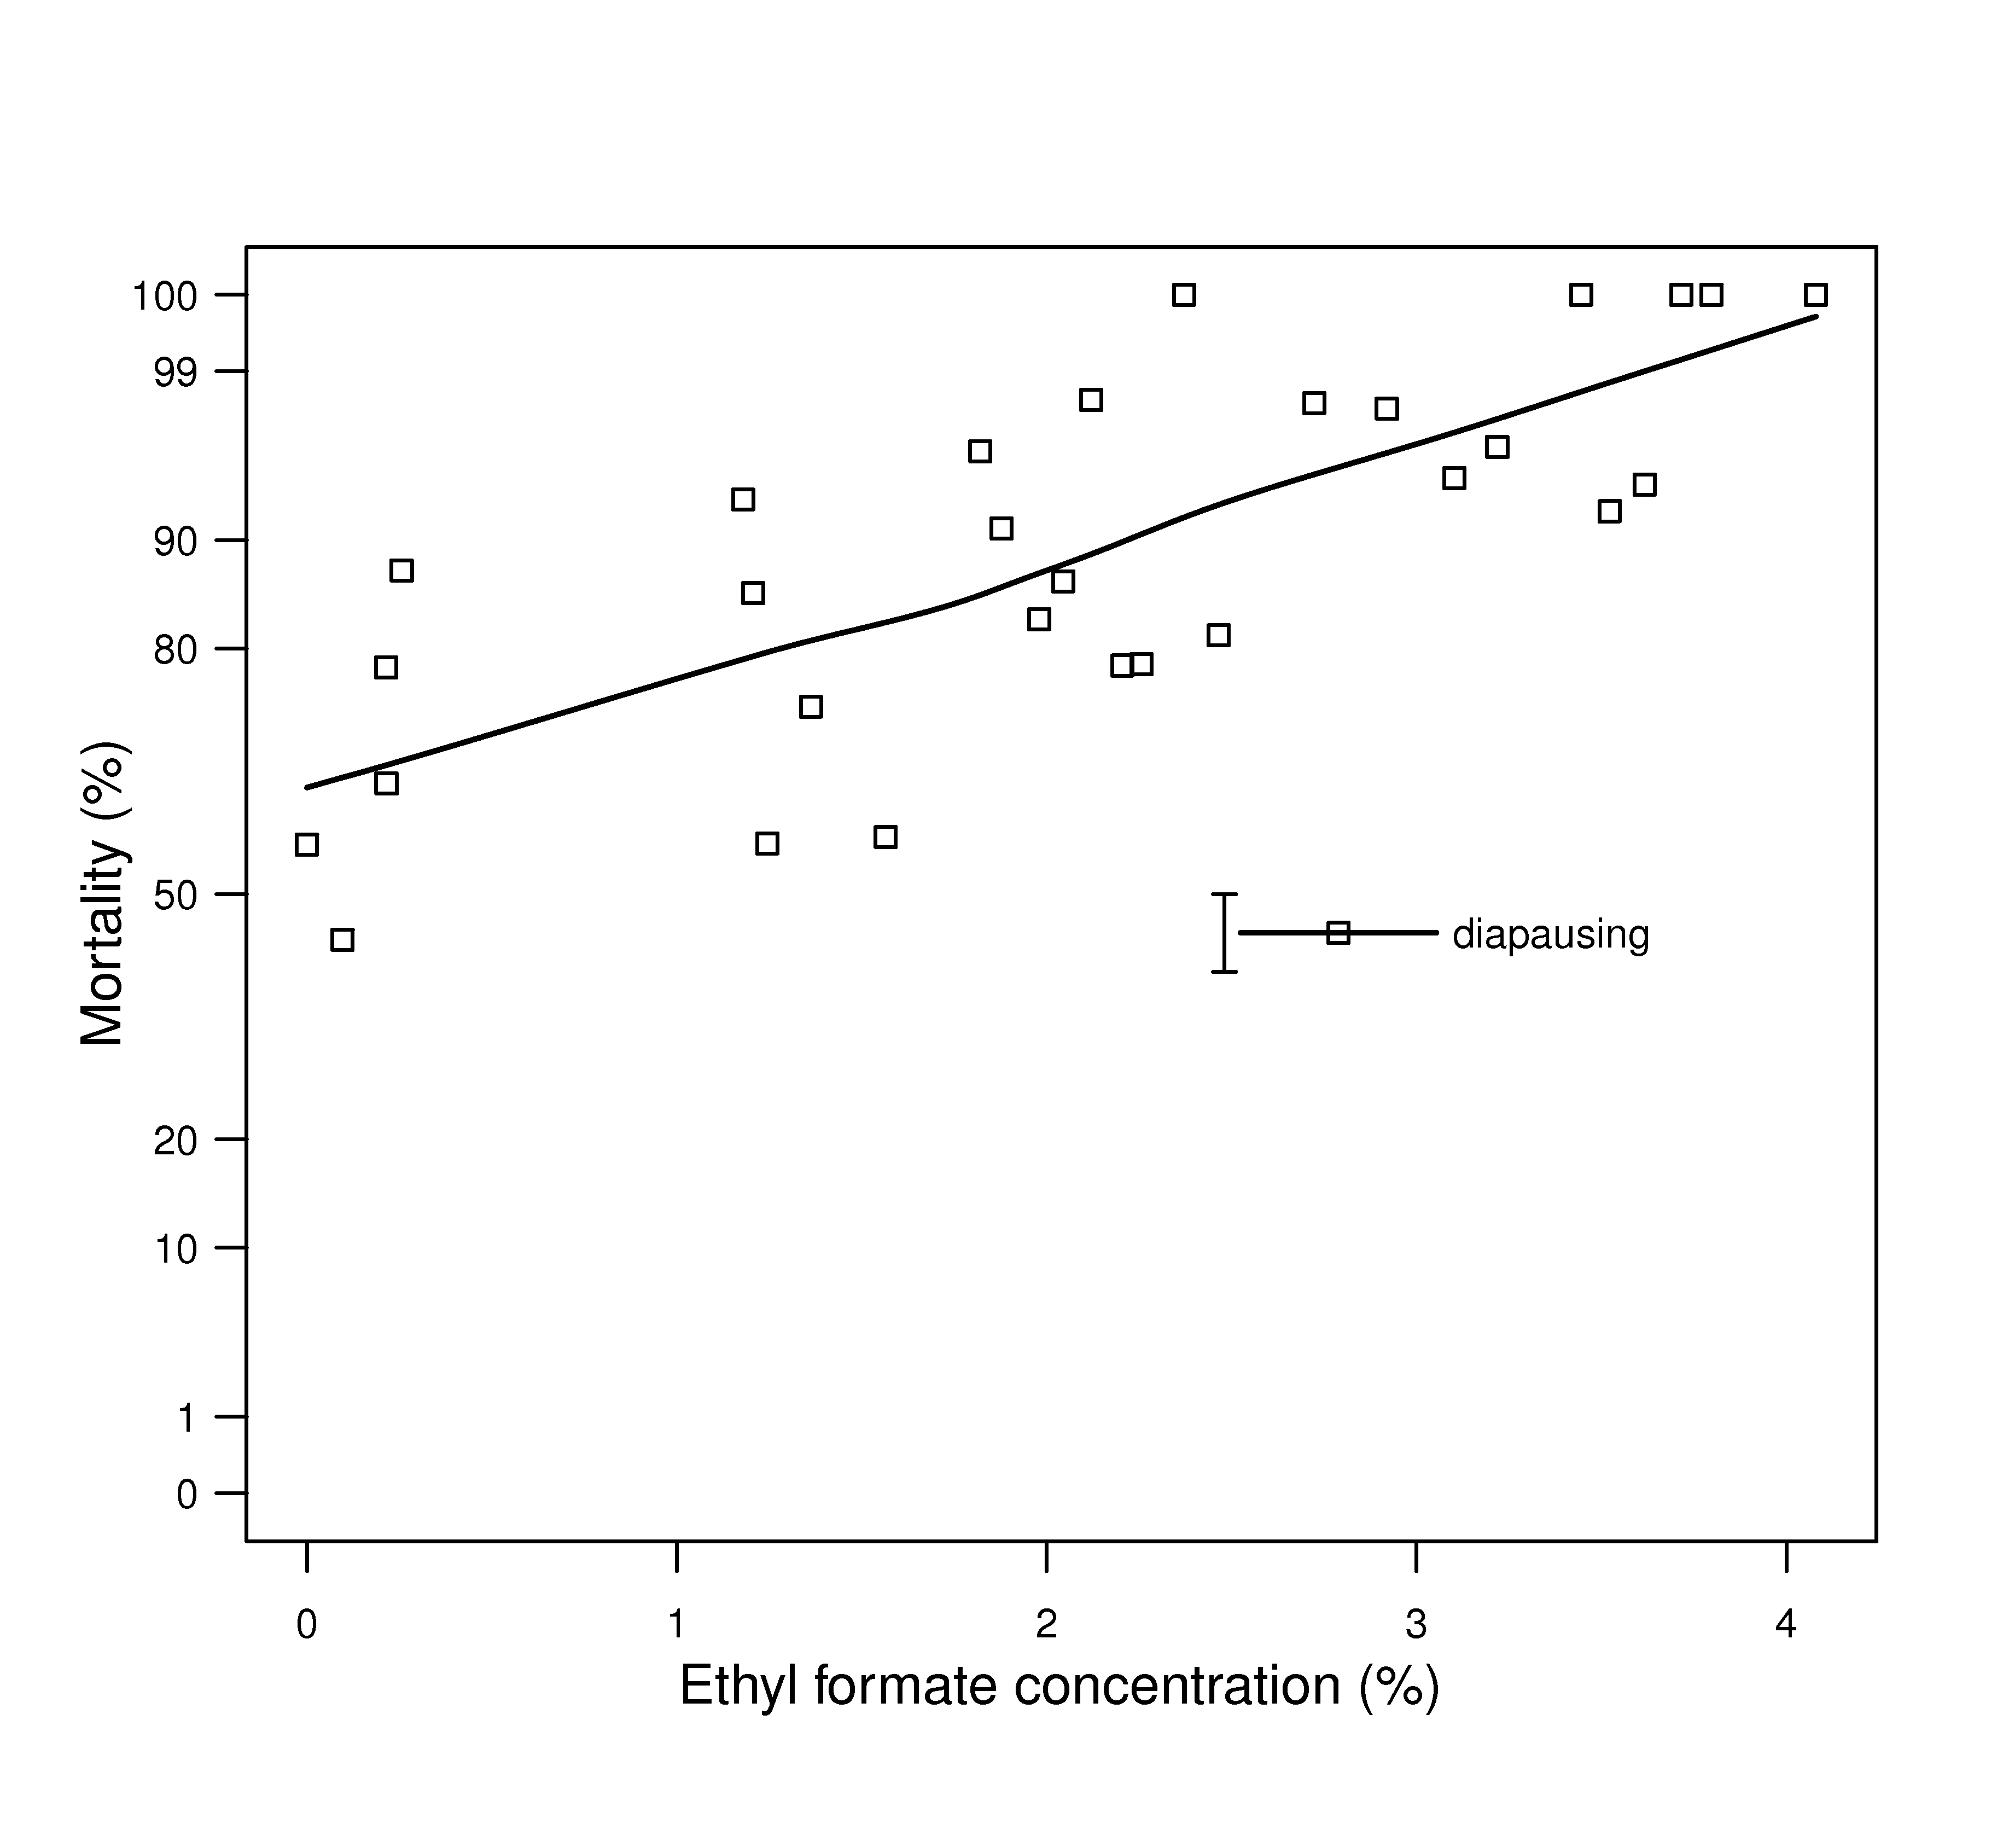 100
99
90
80
50
20
10
1
0
Mortality (%)
diapausing
0 1 2 3 4
Ethyl formate concentration (%)